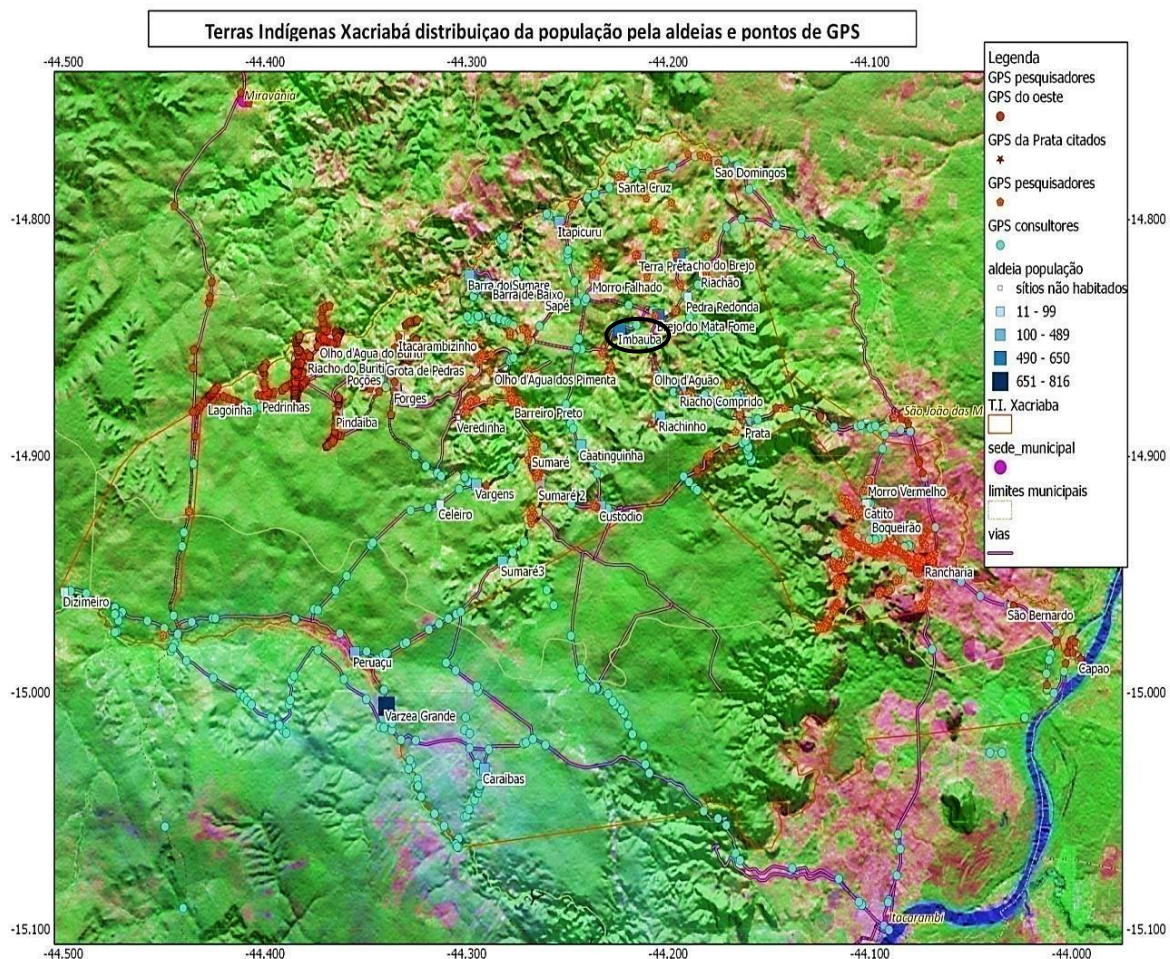 Terras Indígenas Xacriabá distribuiçao da população pela aldeias e pontos de GPS
-44.500
-44.400
-44.300
-44.200
-44.100
Legenda
GPS pesquisadores
GPS do oeste
GPS da Prata citados
GPS pesquisadores
GPS consultores
aldeia população
sítios não habitados
11 - 99
100 - 489
490 - 650
651 - 816
T.I. Xacriaba
sede_municipal
limites municipais
vias
-14.800
-14.800
-14.900
-14.900
-15.000
-15.000
-15.100
-15.100
Miravânia
Sao Domingos
Santa Cruz
Itapicuru
Terra Preta
cho do Brejo
Riachão
Barra do Sumare
Barra de Baixo
Morro Falhado
Sapé
Pedra Redonda
Brejo do Mata Fome
Imbauba
Itacarambizinho
Olho d'Agua do Buriti
Riacho do Buriti
Grota de Pedras
Poções
Olho d'Agua dos Pimenta
Olho d'Aguão
Forges
Riacho Comprido
Lagoinha
Pedrinhas
Barreiro Preto
São João das M
Pindaiba
Veredinha
Riachinho
Prata
Caatinguinha
Sumaré
Vargens
Sumaré 2
Morro Vermelho
Celeiro
Custodio
Catito
Boqueirão
Sumaré3
Rancharia
Dizimeiro
São Bernardo
Peruaçu
Capao
Varzea Grande
Caraibas
Itacarambi
-44.500
-44.400
-44.300
-44.200
-44.100
-44.000